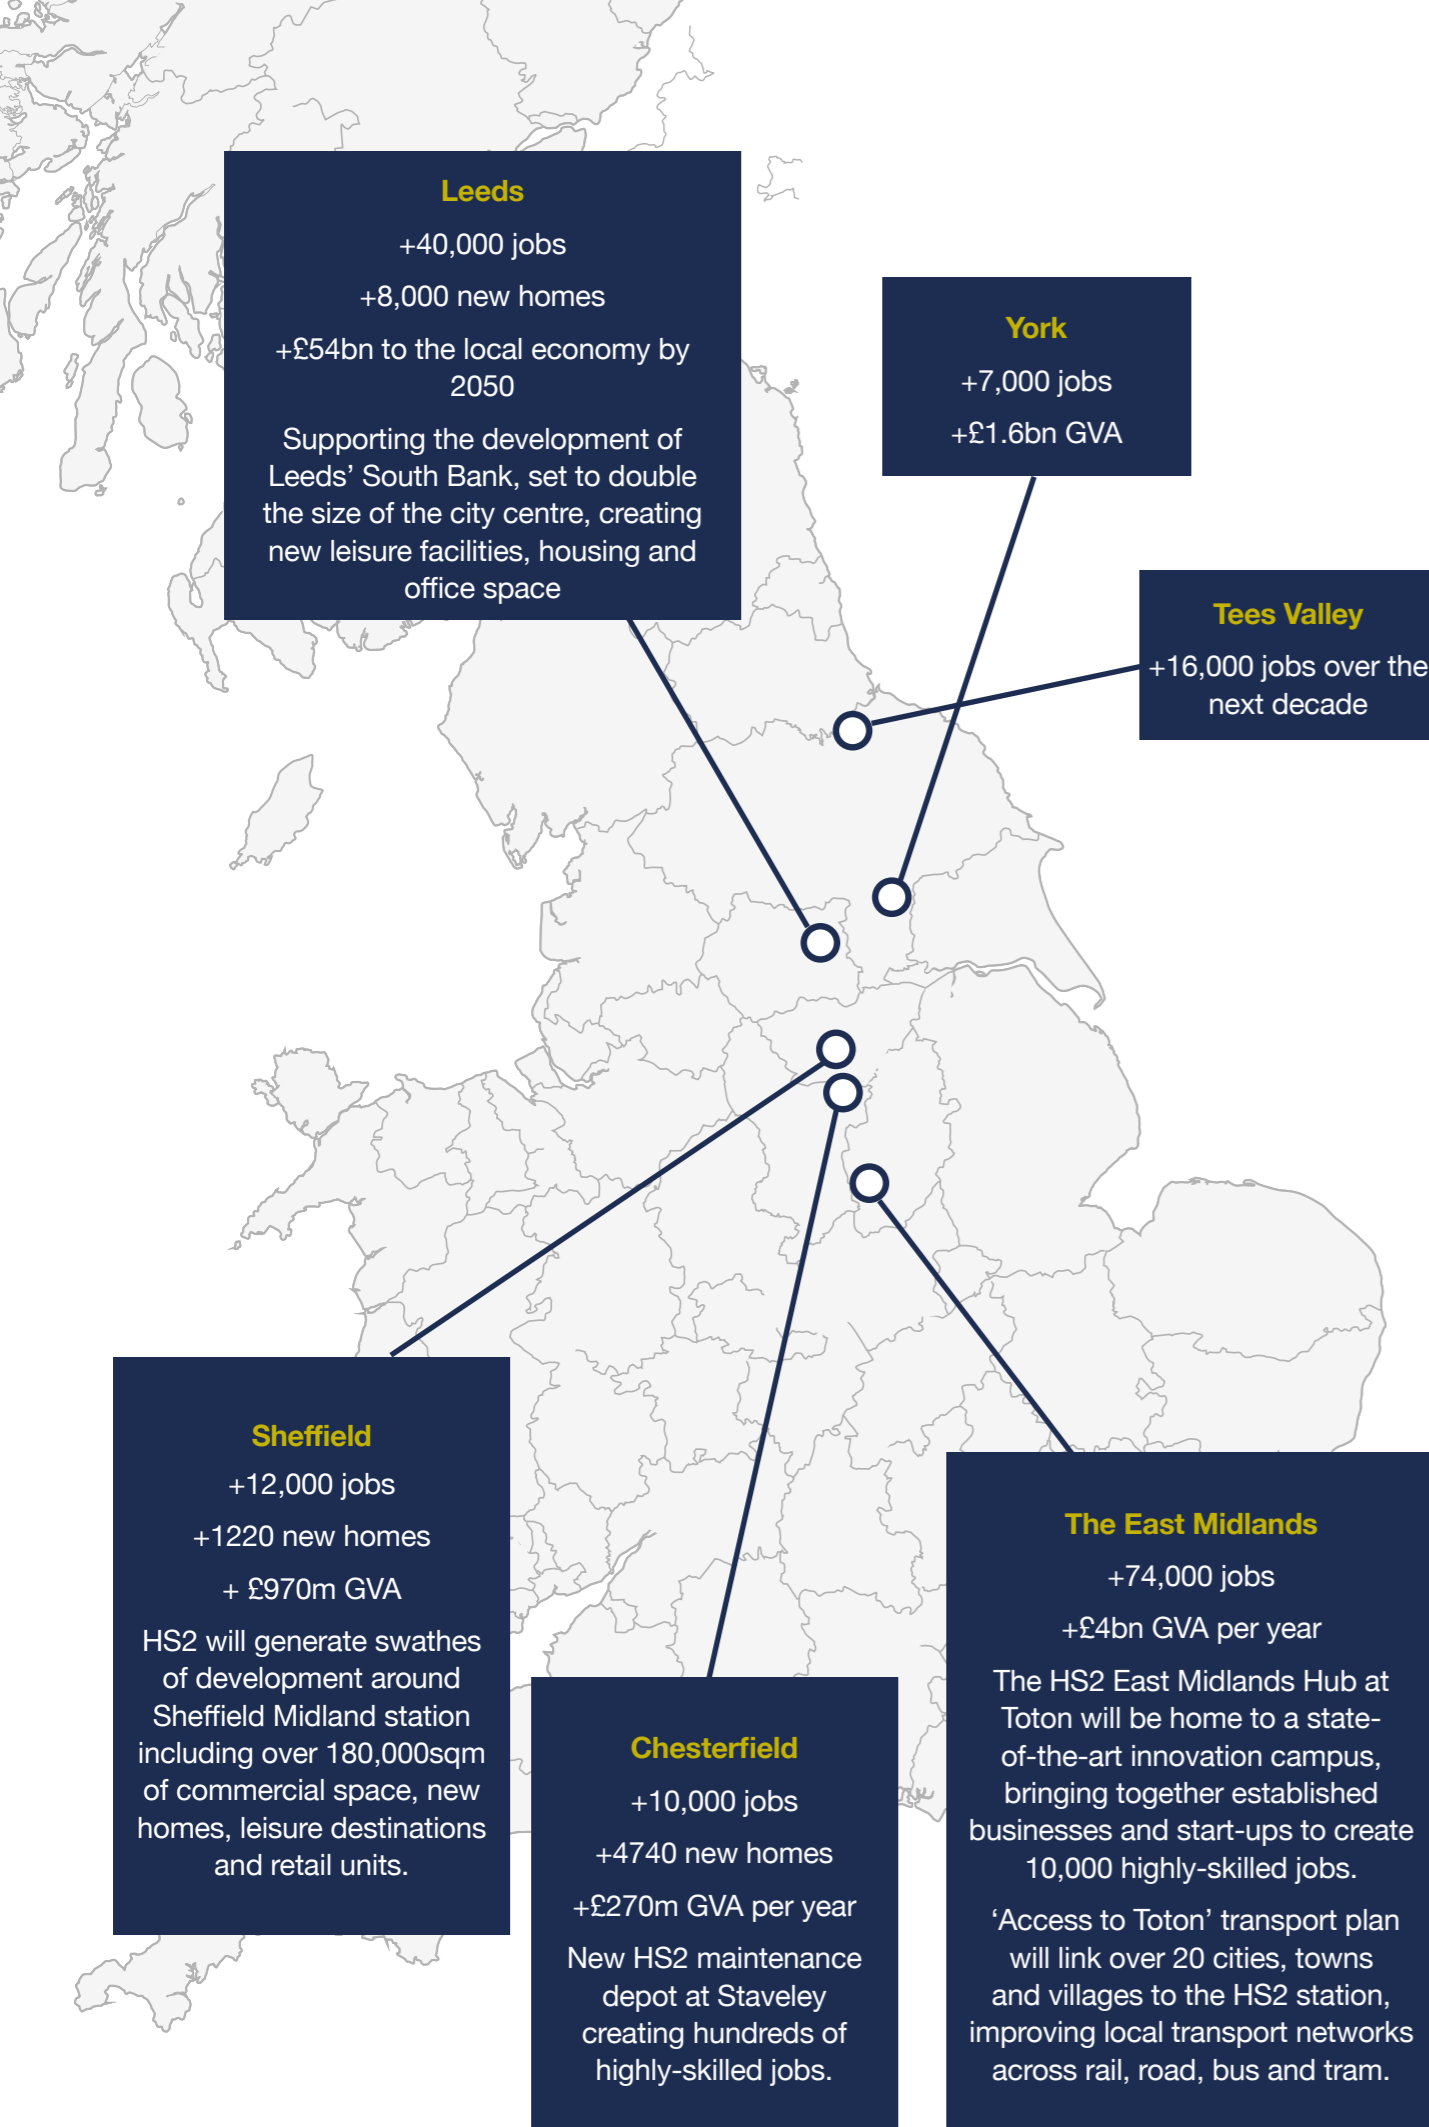 Leeds
+40,000 jobs
+8,000 new homes
+£54bn to the local economy by
2050
Supporting the development of
Leeds’ South Bank, set to double
the size of the city centre, creating
new leisure facilities, housing and
office space
York
+7,000 jobs
+£1.6bn GVA
Tees Valley
+16,000 jobs over the
next decade
Sheffield
+12,000 jobs
+1220 new homes
+ £970m GVA
HS2 will generate swathes
of development around
Sheffield Midland station
including over 180,000sqm
of commercial space, new
homes, leisure destinations
and retail units.
Chesterfield
+10,000 jobs
+4740 new homes
+£270m GVA per year
New HS2 maintenance
depot at Staveley
creating hundreds of
highly-skilled jobs.
The East Midlands
+74,000 jobs
+£4bn GVA per year
The HS2 East Midlands Hub at
Toton will be home to a state-
of-the-art innovation campus,
bringing together established
businesses and start-ups to create
10,000 highly-skilled jobs.
‘Access to Toton’ transport plan
will link over 20 cities, towns
and villages to the HS2 station,
improving local transport networks
across rail, road, bus and tram.